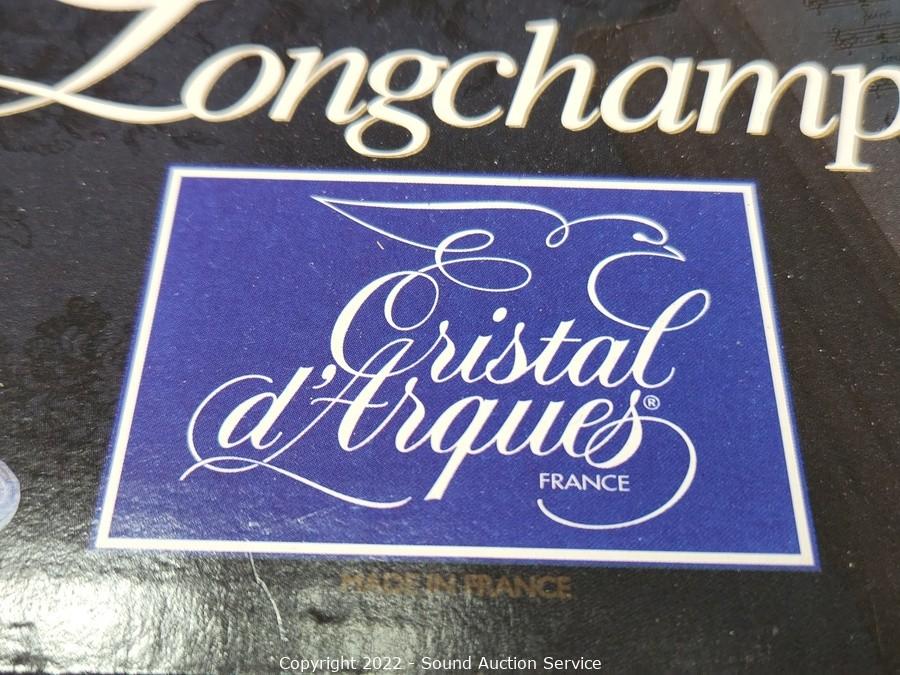 Longchamp
Cristal
d'Arques®
FRANCE
MADE IN FRANCE
Copyright 2022 - Sound Auction Service